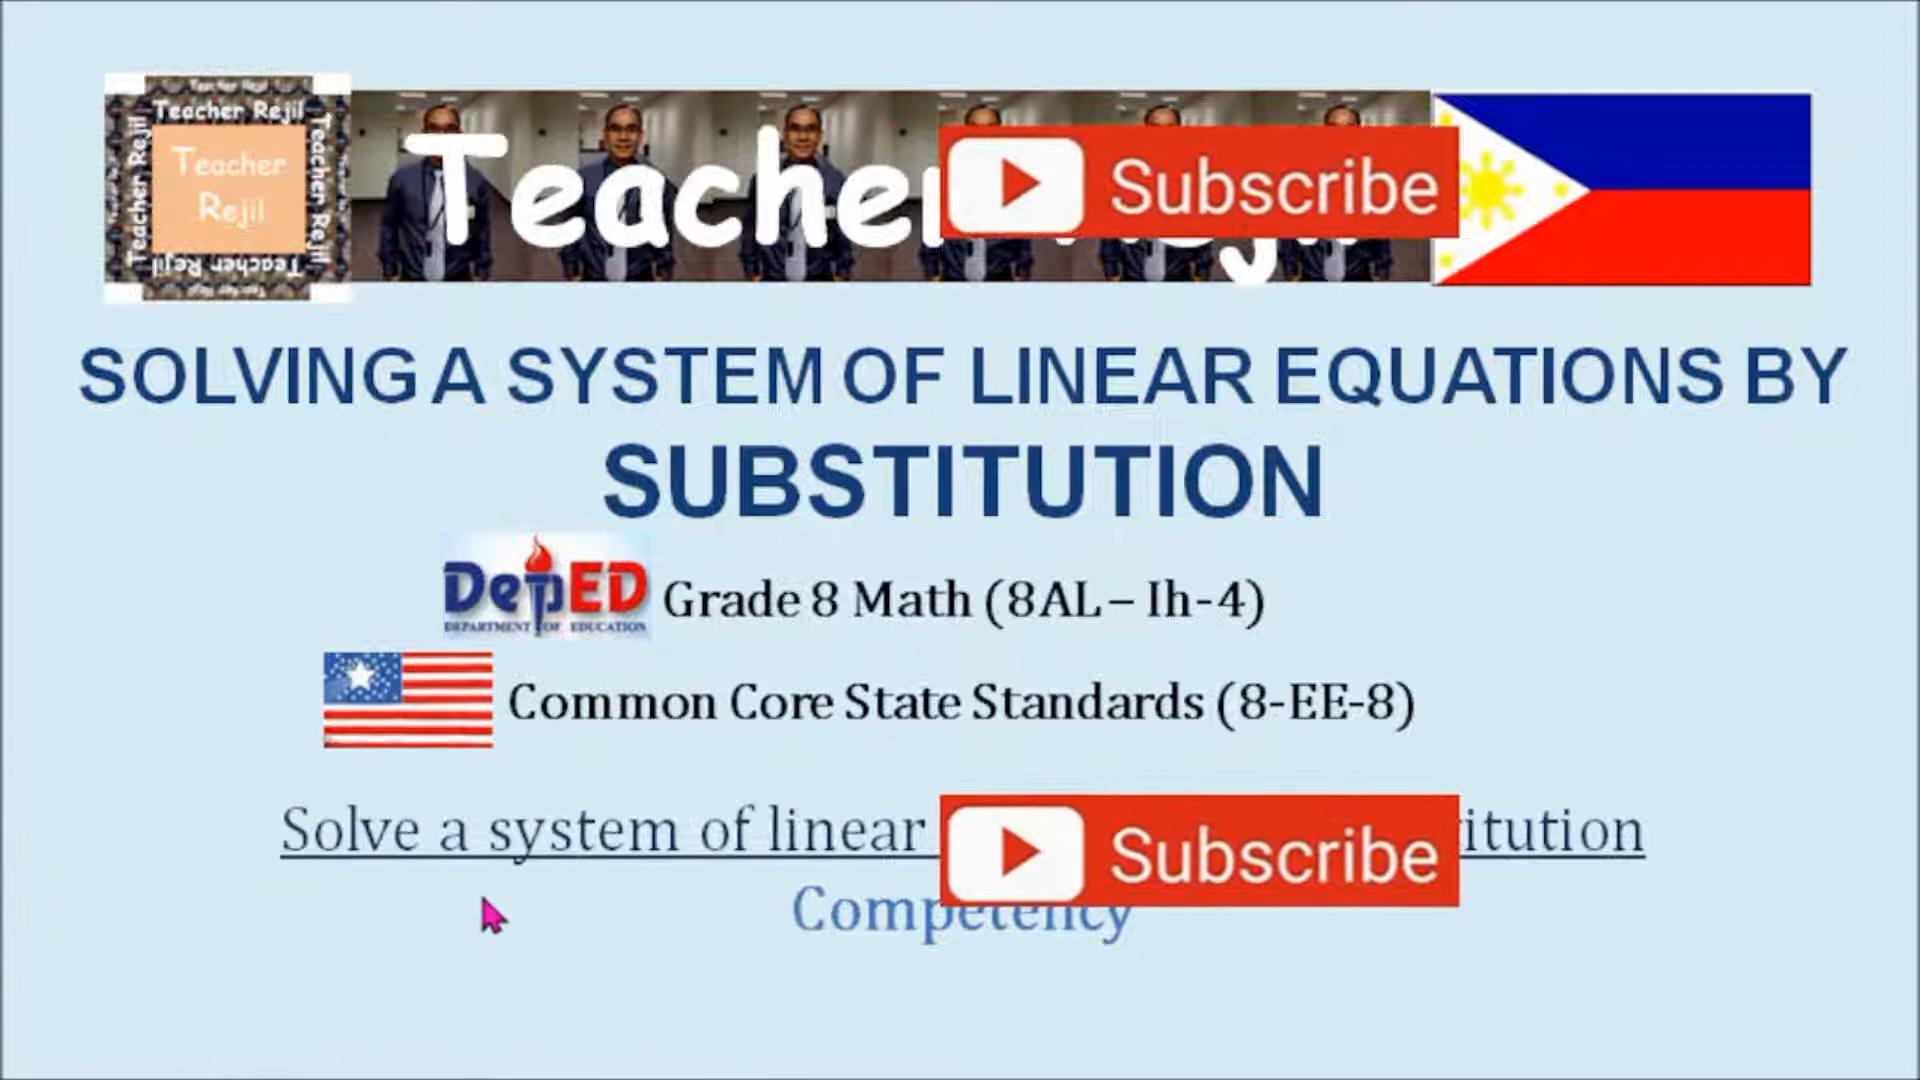 Teacher Rejil
Teacher Rejil
Teacher Rejil
Teacher Rejil
Teacher
Rejil
Teacher Rejil
Teacher
Subscribe
SOLVING A SYSTEM OF LINEAR EQUATIONS BY
SUBSTITUTION
DepED
DEPARTMENT OF EDUCATION
Grade 8 Math (8AL – Ih-4)
Common Core State Standards (8-EE-8)
Solve a system of linear
Subscribe
itution
Competency